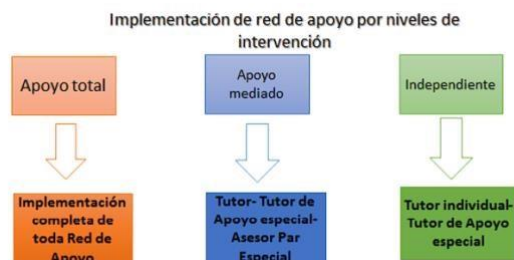 Implementación de red de apoyo por niveles de
intervención
Apoyo total
Apoyo
mediado
Independiente
Implementación
completa de
toda Red de
Apoyo
Tutor- Tutor de
Apoyo especial-
Asesor Par
Especial
Tutor individual-
Tutor de Apoyo
especial